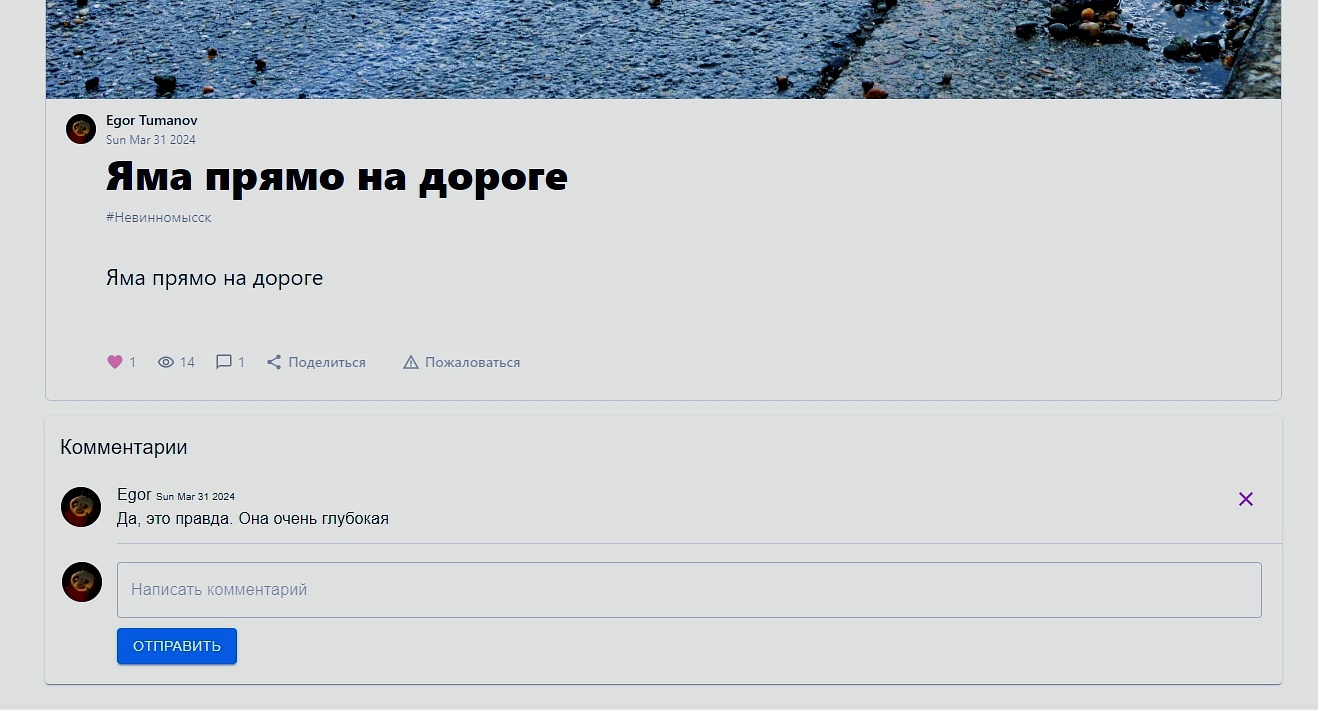 Egor Tumanov
Sun Mar 31 2024
Яма прямо на дороге
#Невинномысск
Яма прямо на дороге
1 14 1 Поделиться Пожаловаться
Комментарии
Egor Sun Mar 31 2024
Да, это правда. Она очень глубокая
Написать комментарий
ОТПРАВИТЬ